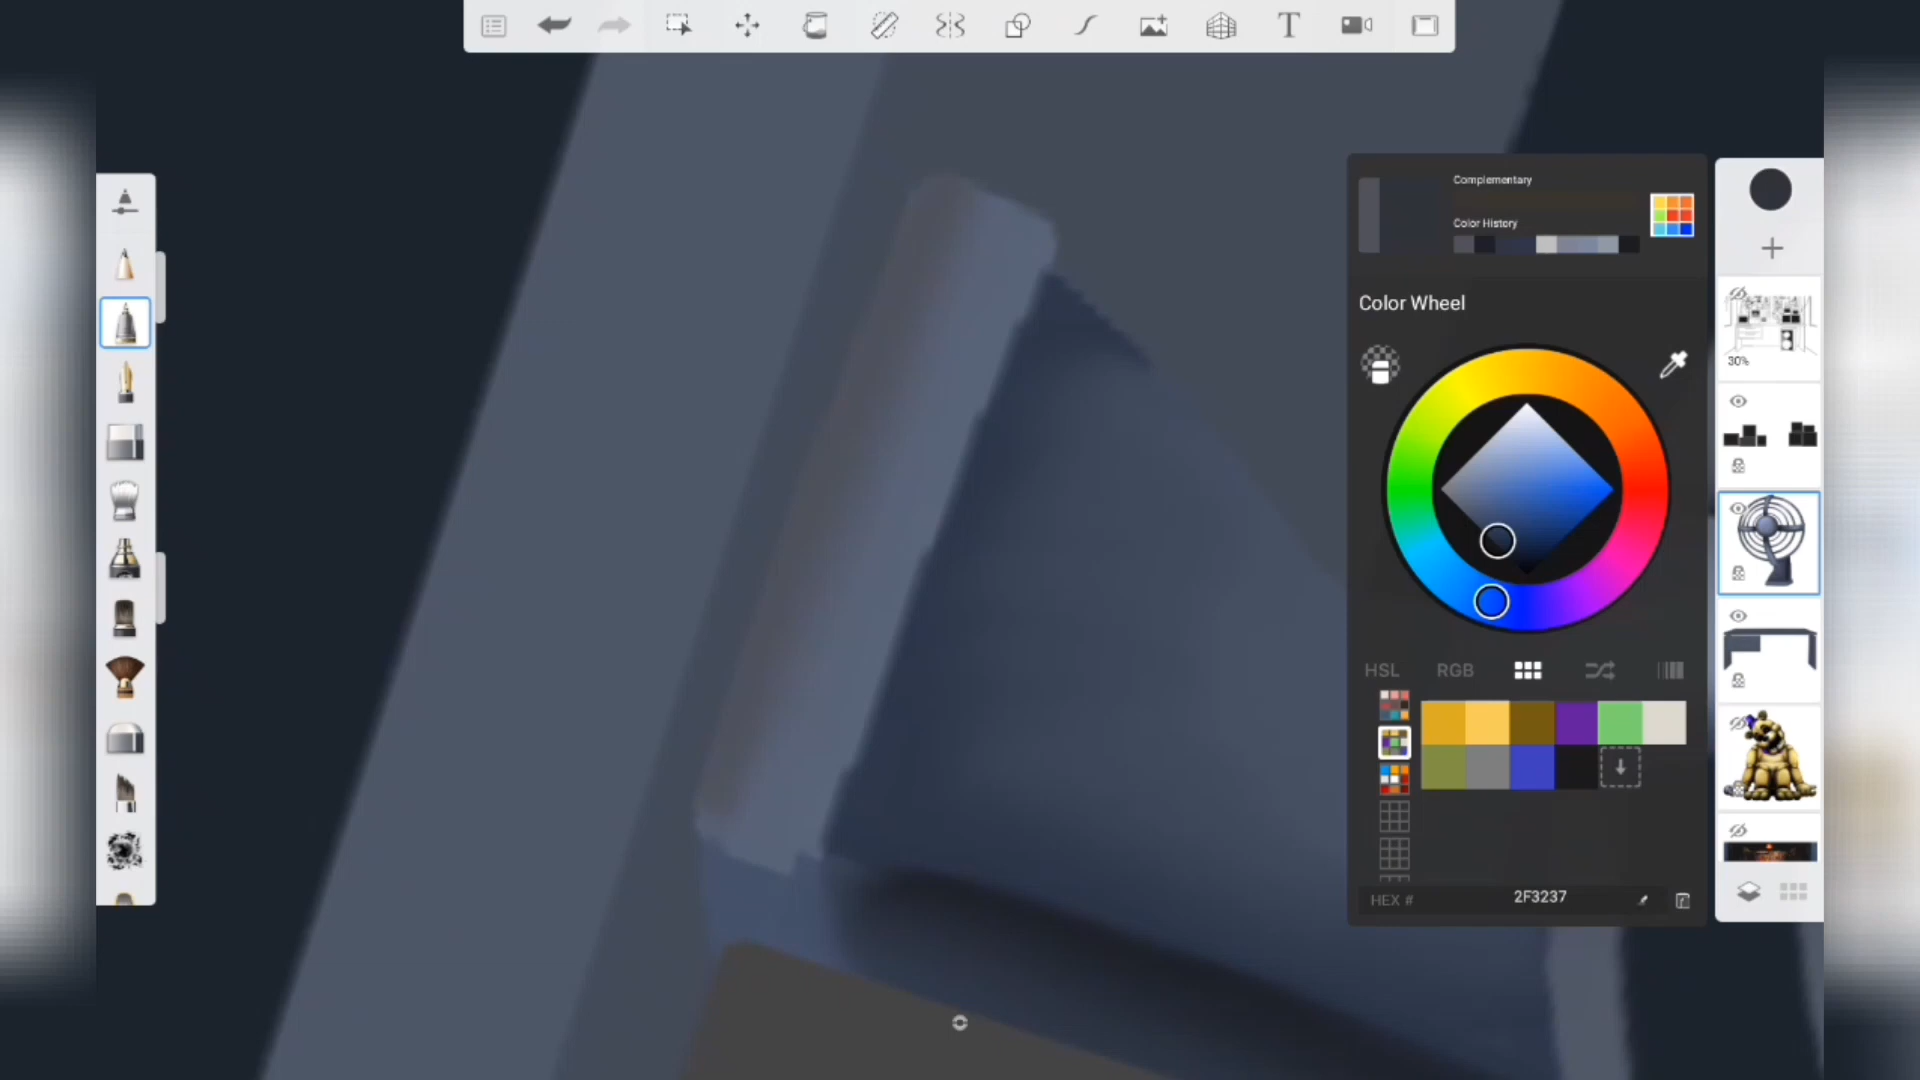 T
Complementary
Color History
Color Wheel
30%
HSL RGB
HEX # 2F3237